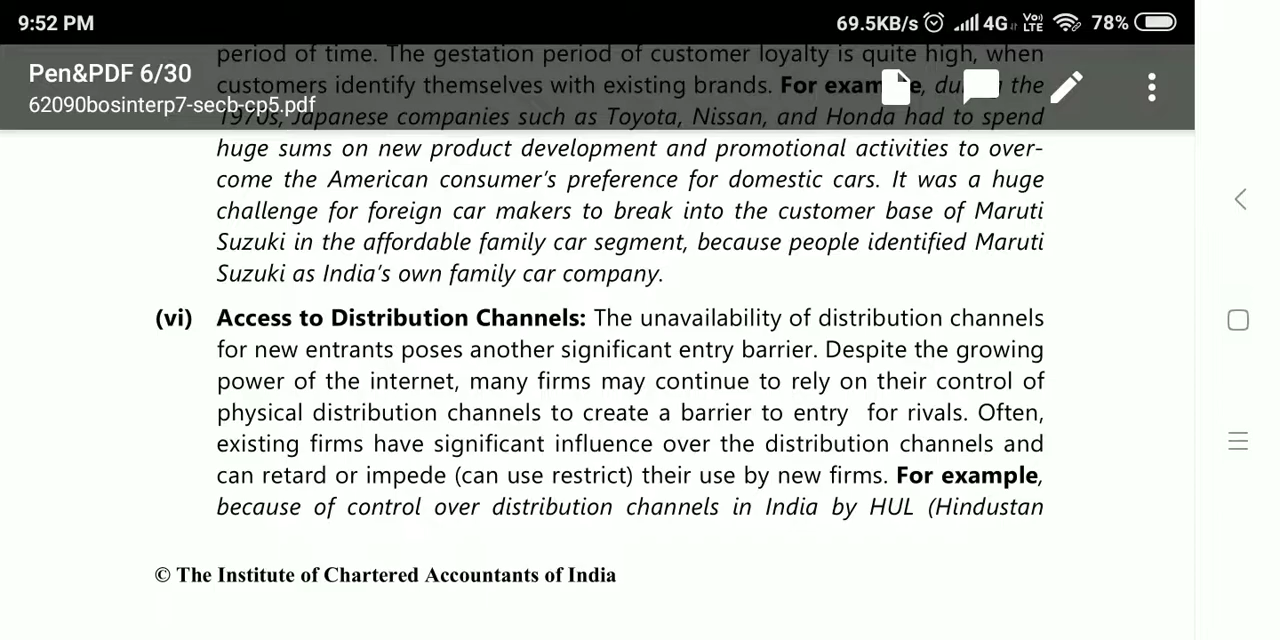 9:52 PM 69.5KB/s 4G VoLTE 78%
period of time. The gestation period of customer loyalty is quite high, when
Pen&PDF 6/30
customers identify themselves with existing brands. For example, during the
62090bosinterp7-secb-cp5.pdf
1970s, Japanese companies such as Toyota, Nissan, and Honda had to spend
huge sums on new product development and promotional activities to over-
come the American consumer's preference for domestic cars. It was a huge
challenge for foreign car makers to break into the customer base of Maruti
Suzuki in the affordable family car segment, because people identified Maruti
Suzuki as India's own family car company.
(vi) Access to Distribution Channels: The unavailability of distribution channels
for new entrants poses another significant entry barrier. Despite the growing
power of the internet, many firms may continue to rely on their control of
physical distribution channels to create a barrier to entry for rivals. Often,
existing firms have significant influence over the distribution channels and
can retard or impede (can use restrict) their use by new firms. For example,
because of control over distribution channels in India by HUL (Hindustan
© The Institute of Chartered Accountants of India